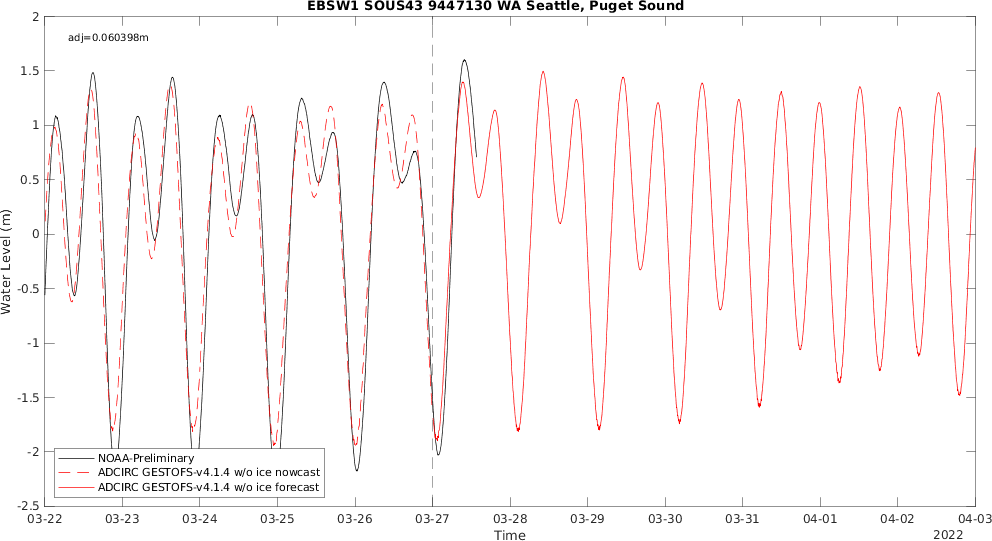 EBSW1 SOUS43 9447130 WA Seattle, Puget Sound
adj=0.060398m
2
1.5
1
0.5
0
-0.5
-1
-1.5
-2
-2.5
Water Level (m)
NOAA-Preliminary
ADCIRC GESTOFS-v4.1.4 w/o ice nowcast
ADCIRC GESTOFS-v4.1.4 w/o ice forecast
03-22 03-23 03-24 03-25 03-26 03-27 03-28 03-29 03-30 03-31 04-01 04-02 04-03
Time
2022